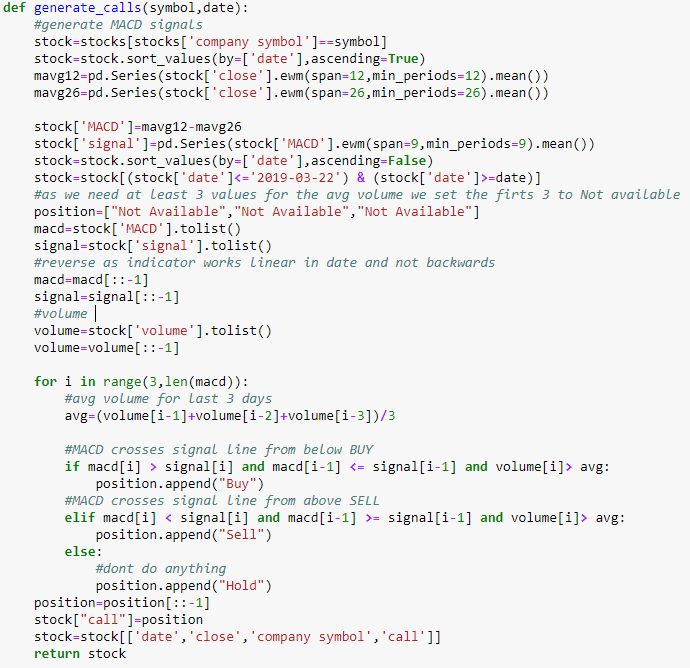 def generate_calls(symbol,date):
    #generate MACD signals
    stock=stocks[stocks['company symbol']==symbol]
    stock=stock.sort_values(by=['date'],ascending=True)
    mavg12=pd.Series(stock['close'].ewm(span=12,min_periods=12).mean())
    mavg26=pd.Series(stock['close'].ewm(span=26,min_periods=26).mean())

    stock['MACD']=mavg12-mavg26
    stock['signal']=pd.Series(stock['MACD'].ewm(span=9,min_periods=9).mean())
    stock=stock.sort_values(by=['date'],ascending=False)
    stock=stock[(stock['date']<='2019-03-22') & (stock['date']>=date)]
    #as we need at least 3 values for the avg volume we set the firts 3 to Not available
    position=["Not Available","Not Available","Not Available"]
    macd=stock['MACD'].tolist()
    signal=stock['signal'].tolist()
    #reverse as indicator works linear in date and not backwards
    macd=macd[::-1]
    signal=signal[::-1]
    #volume
    volume=stock['volume'].tolist()
    volume=volume[::-1]

    for i in range(3,len(macd)):
        #avg volume for last 3 days
        avg=(volume[i-1]+volume[i-2]+volume[i-3])/3

        #MACD crosses signal line from below BUY
        if macd[i] > signal[i] and macd[i-1] <= signal[i-1] and volume[i]> avg:
            position.append("Buy")
        #MACD crosses signal line from above SELL
        elif macd[i] < signal[i] and macd[i-1] >= signal[i-1] and volume[i]> avg:
            position.append("Sell")
        else:
            #dont do anything
            position.append("Hold")
    position=position[::-1]
    stock["call"]=position
    stock=stock[['date','close','company symbol','call']]
    return stock